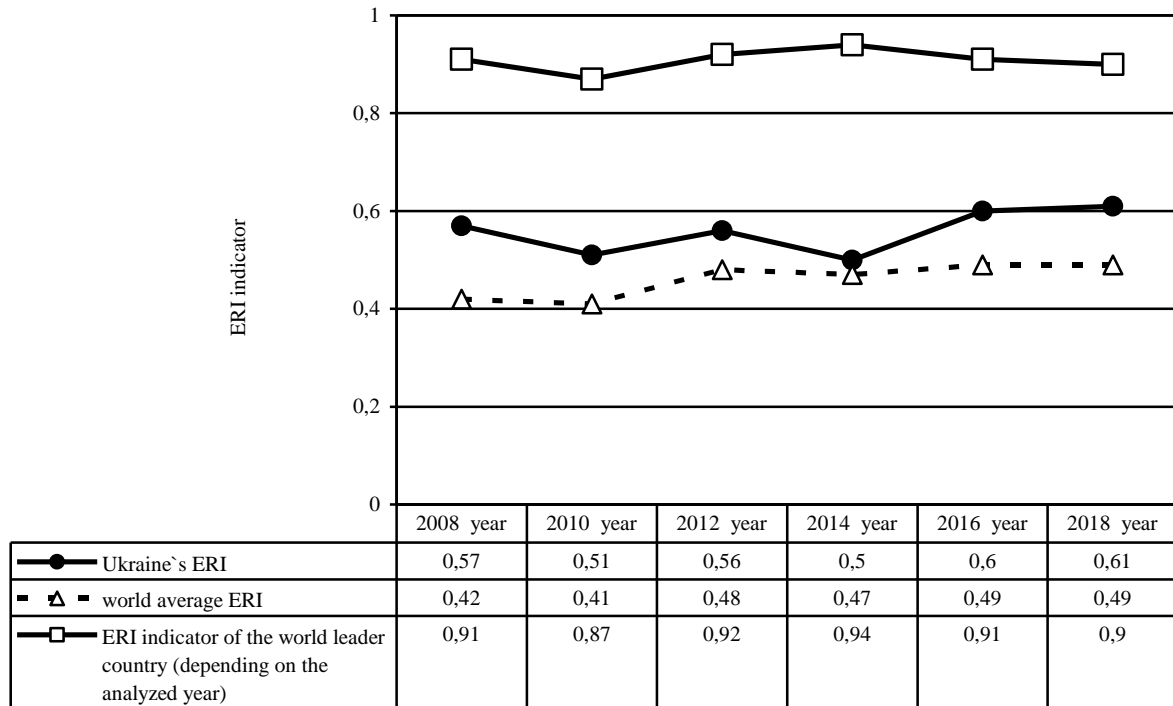 1
0,8
0,6
0,4
0,2
0
ERI indicator
2008 year 2010 year 2012 year 2014 year 2016 year 2018 year
Ukraine`s ERI 0,57 0,51 0,56 0,5 0,6 0,61
world average ERI 0,42 0,41 0,48 0,47 0,49 0,49
ERI indicator of the world leader 0,91 0,87 0,92 0,94 0,91 0,9
country (depending on the
analyzed year)